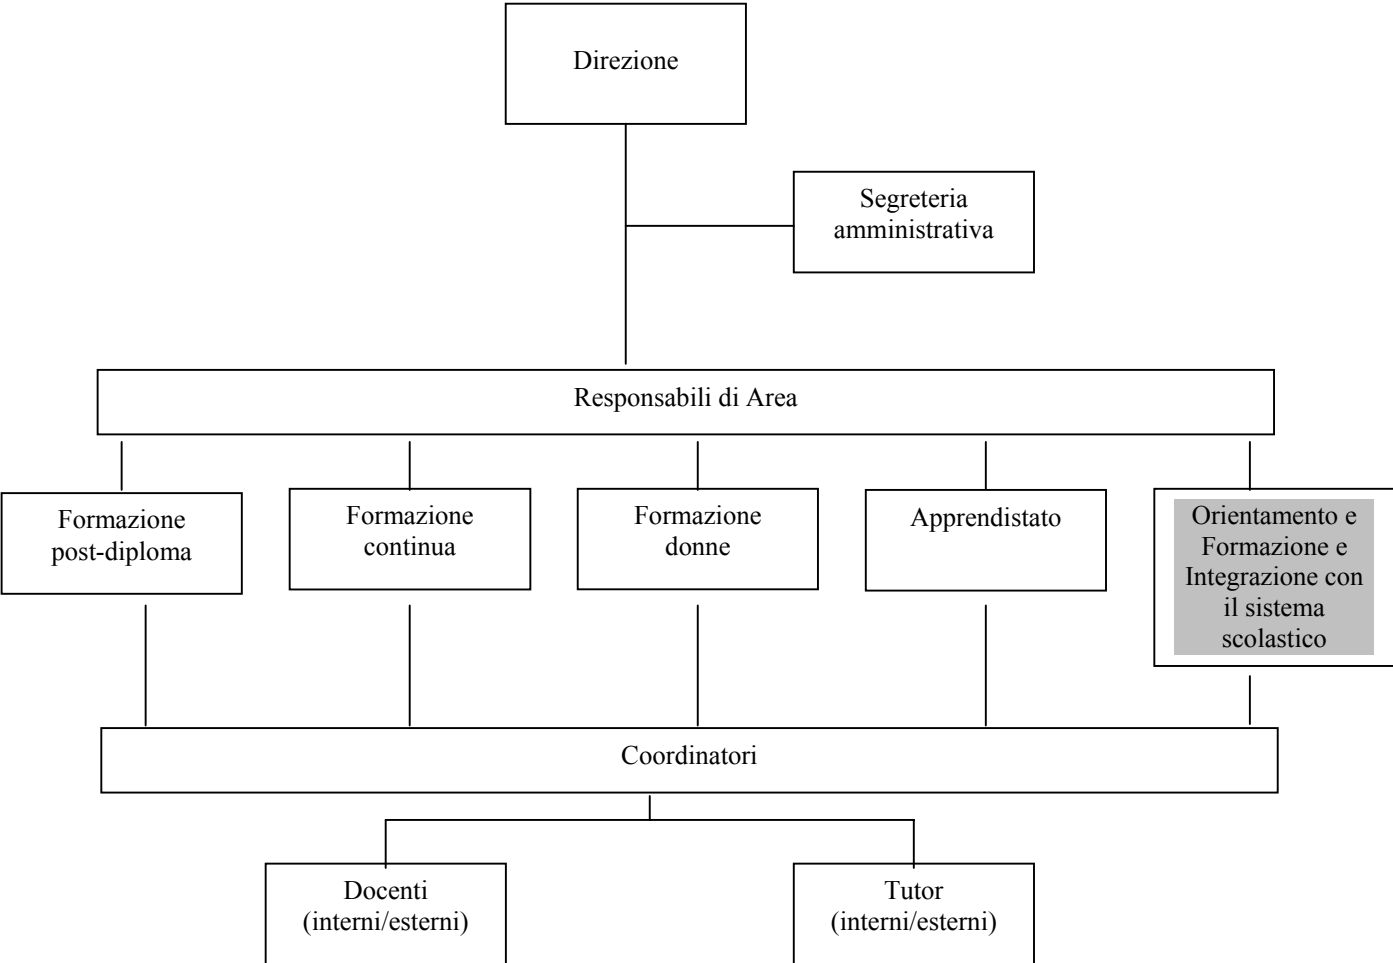 Direzione
Segreteria
amministrativa
Responsabili di Area
Formazione
post-diploma
Formazione
continua
Formazione
donne
Apprendistato
Orientamento e
Formazione e
Integrazione con
il sistema
scolastico
Coordinatori
Docenti
(interni/esterni)
Tutor
(interni/esterni)